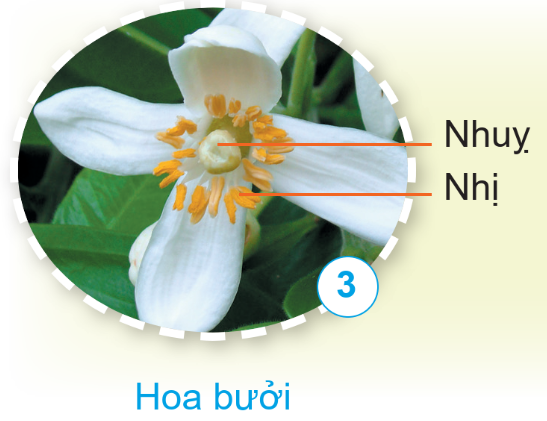 Nhuỵ
Nhị
3
Hoa bưởi